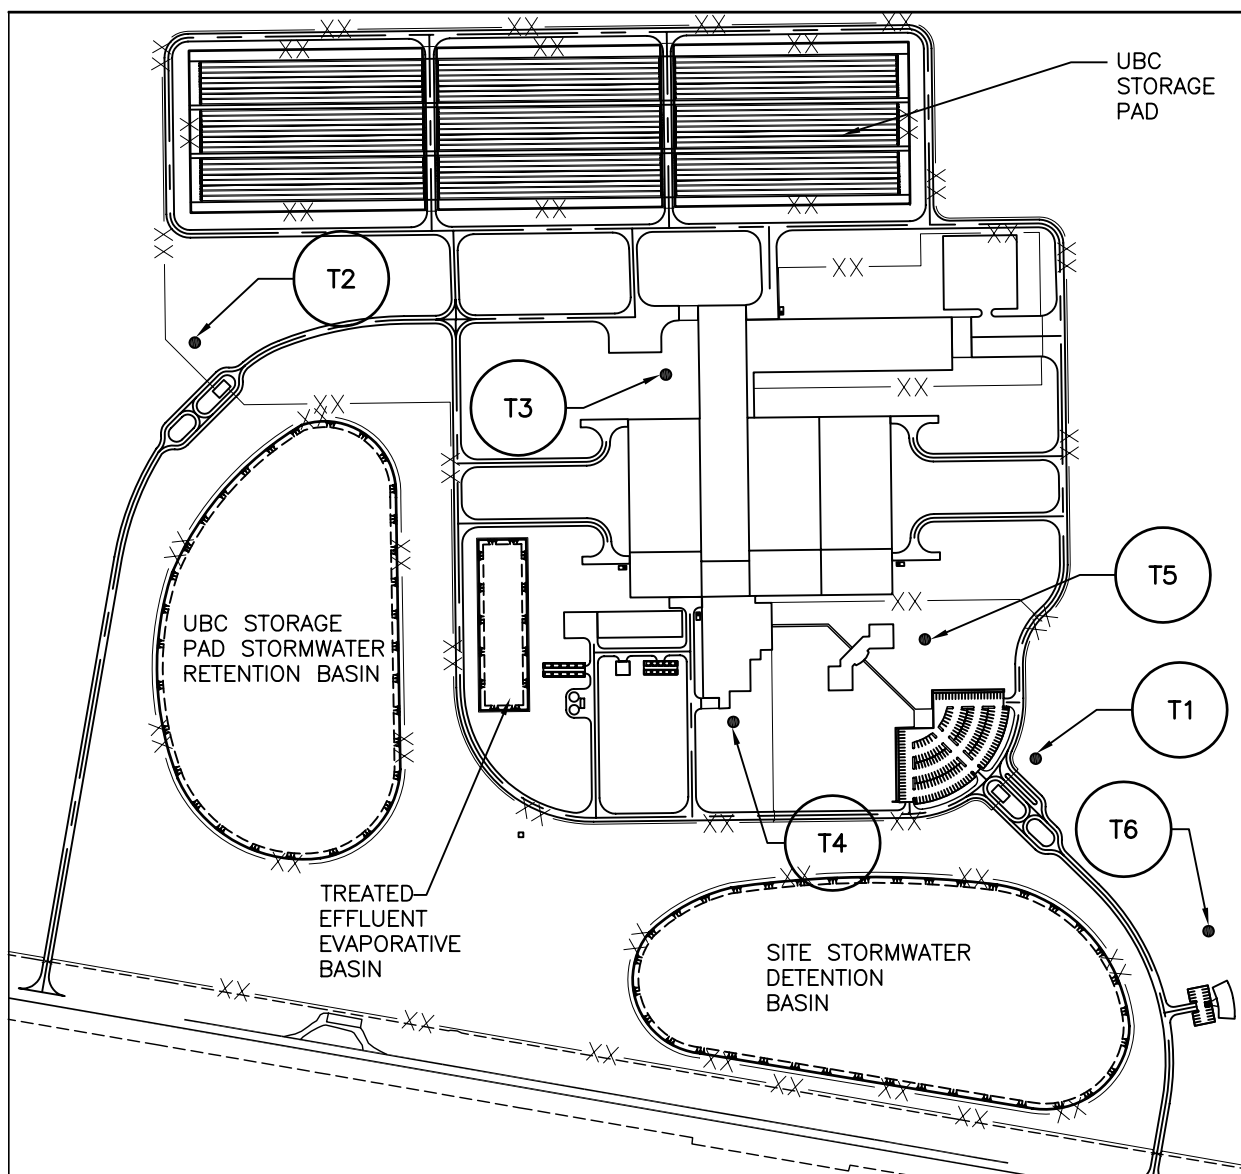 UBC
STORAGE
PAD
T2
T3
T5
UBC STORAGE
PAD STORMWATER
RETENTION BASIN
T1
T6
T4
TREATED
EFFLUENT
EVAPORATIVE
BASIN
SITE STORMWATER
DETENTION
BASIN